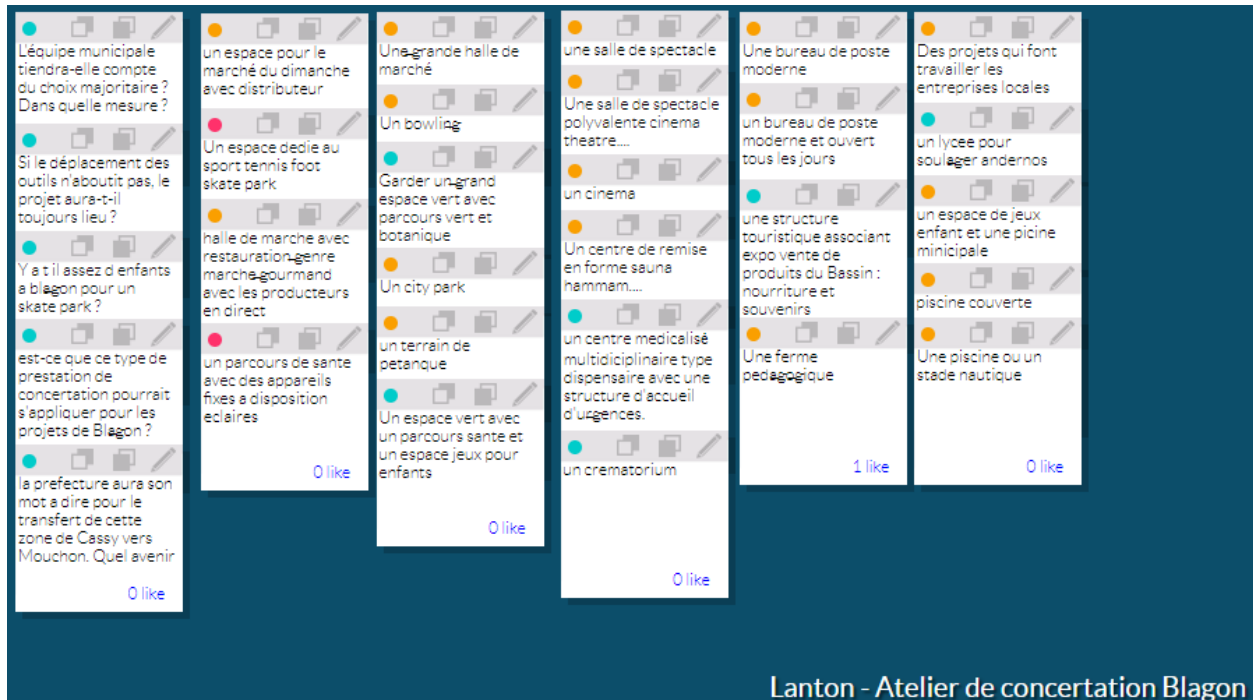 L'équipe municipale
tiendra-elle compte
du choix majoritaire ?
Dans quelle mesure ?
Si le déplacement des
outils n'aboutit pas, le
projet aura-t-il
toujours lieu ?
Y a t il assez d enfants
a blagon pour un
skate park ?
est-ce que ce type de
prestation de
concertation pourrait
s'appliquer pour les
projets de Blagon ?
la prefecture aura son
mot a dire pour le
transfert de cette
zone de Cassy vers
Mouchon. Quel avenir
0 like
un espace pour le
marché du dimanche
avec distributeur
Un espace dedie au
sport tennis foot
skate park
halle de marche avec
restauration genre
marche gourmand
avec les producteurs
en direct
un parcours de sante
avec des appareils
fixes a disposition
eclaires
0 like
Une grande halle de
marché
Un bowling
Garder un grand
espace vert avec
parcours vert et
botanique
Un city park
un terrain de
petanque
Un espace vert avec
un parcours sante et
un espace jeux pour
enfants
0 like
une salle de spectacle
Une salle de spectacle
polyvalente cinema
theatre....
un cinema
Un centre de remise
en forme sauna
hammam....
un centre medicalisé
multidiciplinaire type
dispensaire avec une
structure d'accueil
d'urgences.
un crematorium
0 like
Une bureau de poste
moderne
un bureau de poste
moderne et ouvert
tous les jours
une structure
touristique associant
expo vente de
produits du Bassin :
nourriture et
souvenirs
Une ferme
pedagogique
1 like
Des projets qui font
travailler les
entreprises locales
un lycee pour
soulager andernos
un espace de jeux
enfant et une picine
minicipale
piscine couverte
Une piscine ou un
stade nautique
0 like
Lanton - Atelier de concertation Blagon